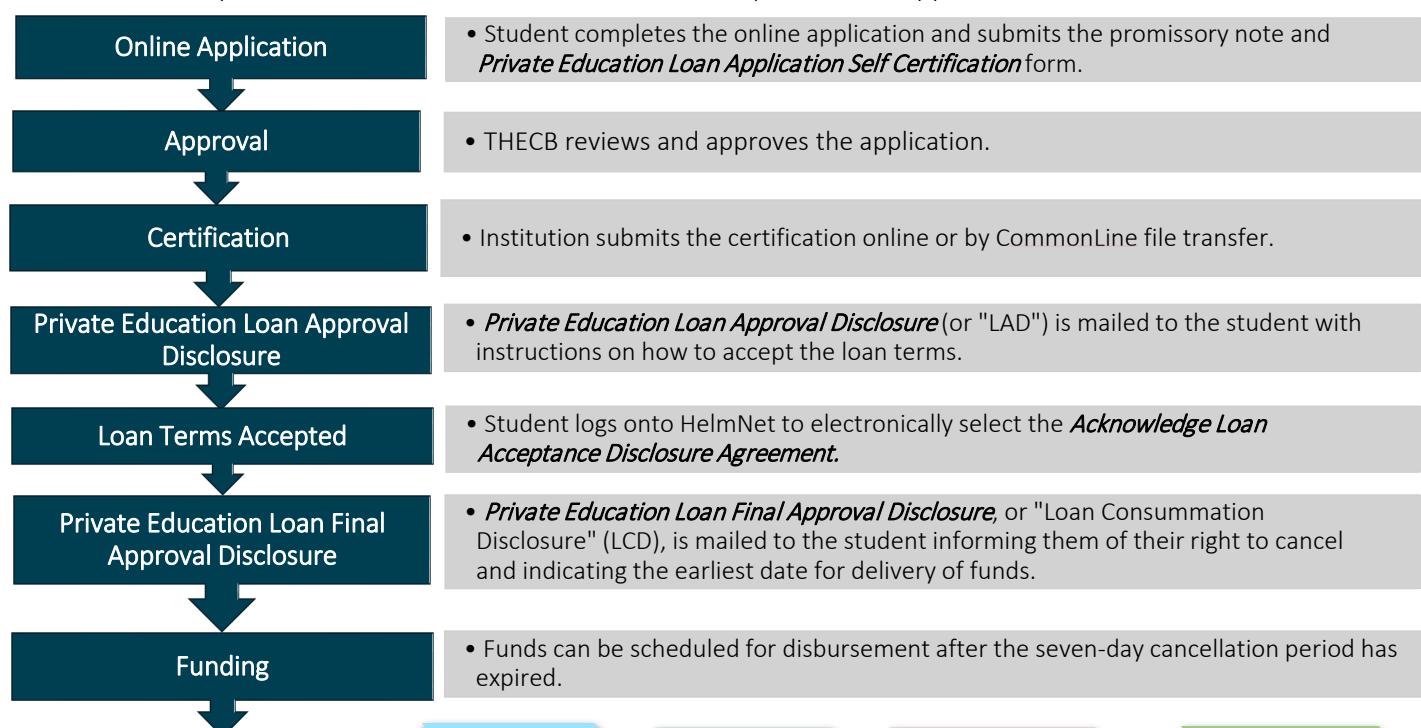 Online Application
• Student completes the online application and submits the promissory note and
Private Education Loan Application Self Certification form.
Approval
• THECB reviews and approves the application.
Certification
• Institution submits the certification online or by CommonLine file transfer.
Private Education Loan Approval
Disclosure
• Private Education Loan Approval Disclosure (or "LAD") is mailed to the student with
instructions on how to accept the loan terms.
Loan Terms Accepted
• Student logs onto HelmNet to electronically select the Acknowledge Loan
Acceptance Disclosure Agreement.
Private Education Loan Final
Approval Disclosure
• Private Education Loan Final Approval Disclosure, or "Loan Consummation
Disclosure" (LCD), is mailed to the student informing them of their right to cancel
and indicating the earliest date for delivery of funds.
Funding
• Funds can be scheduled for disbursement after the seven-day cancellation period has
expired.